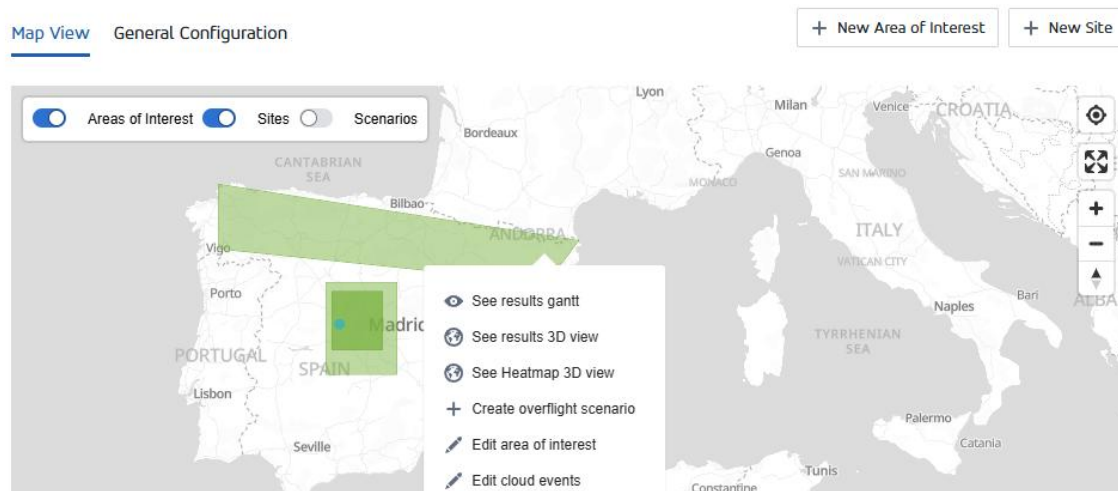 Map View General Configuration + New Area of Interest + New Site
Areas of Interest Sites Scenarios
Lyon
Milan
Venice
CROATIA
Bordeaux
Genoa
CANTABRIAN
SEA
MONACO
SAN MARINO
Bilbao
ANDORRA
ITALY
Vigo
VATICAN CITY
Porto
See results gantt
Naples
Bari
ALBA
Madrid
See results 3D view
TYRRHENIAN
SEA
PORTUGAL
SPAIN
See Heatmap 3D view
Lisbon
Create overflight scenario
Palermo
Seville
Edit area of interest
Catania
Tunis
Edit cloud events
Constantine